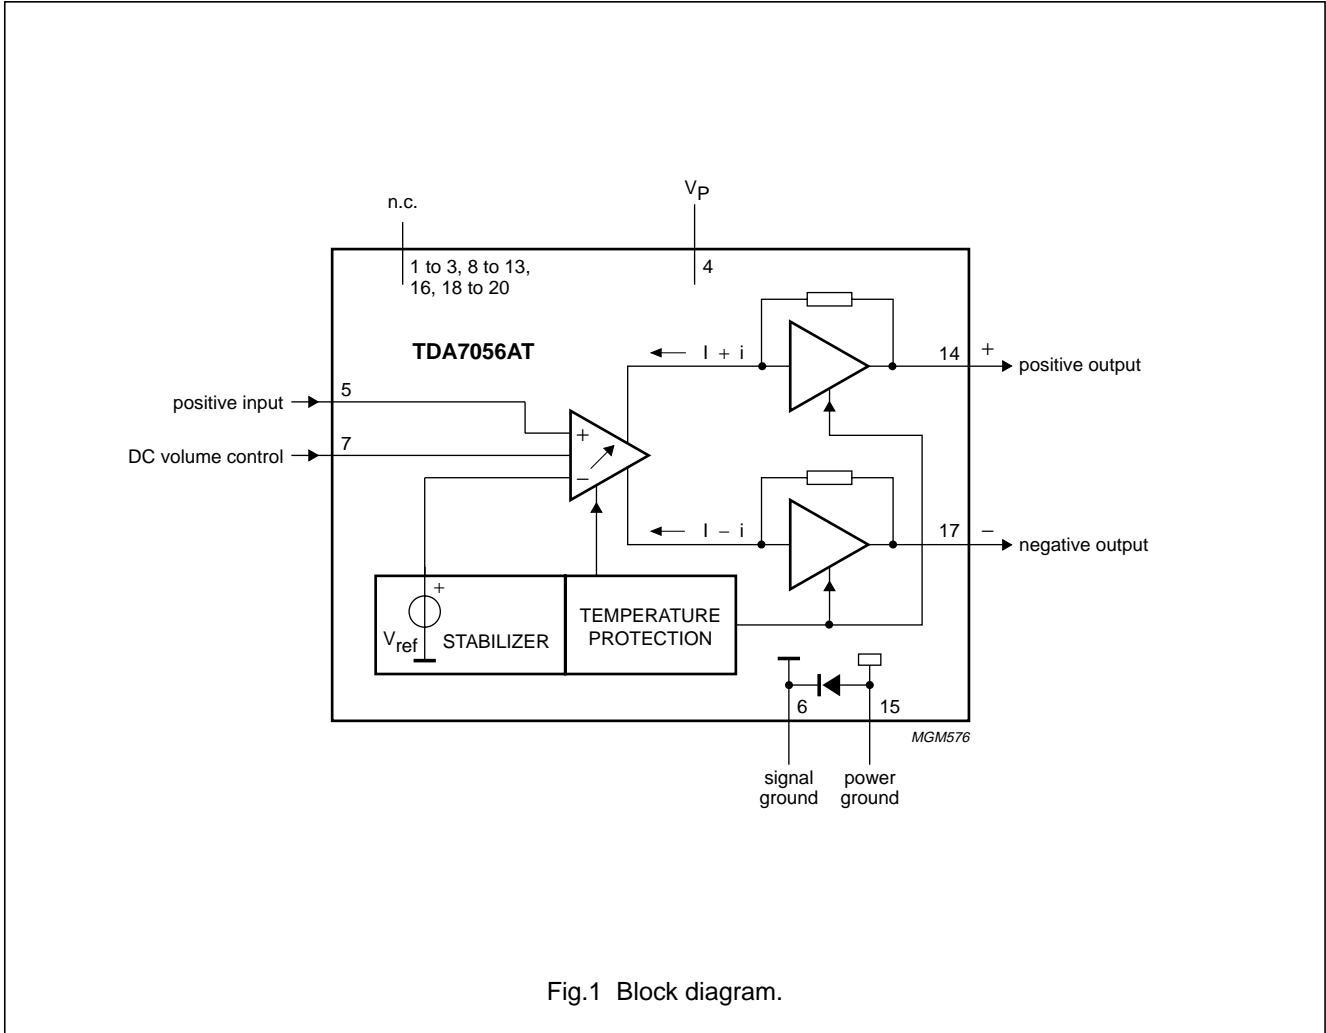 n.c.
V_P
1 to 3, 8 to 13,
16, 18 to 20
4
TDA7056AT
I + i
14
+
positive output
positive input
5
DC volume control
7
+
−
I − i
17
−
negative output
+
V_ref
STABILIZER
TEMPERATURE
PROTECTION
6
15
MGM576
signal
ground
power
ground
Fig.1 Block diagram.